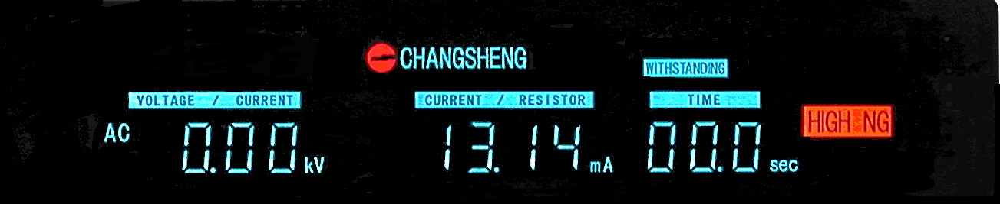 CHANGSHENG
WITHSTANDING
VOLTAGE / CURRENT
CURRENT / RESISTOR
TIME
HIGH NG
AC 0.00 kV
13.14 mA
00.0 sec